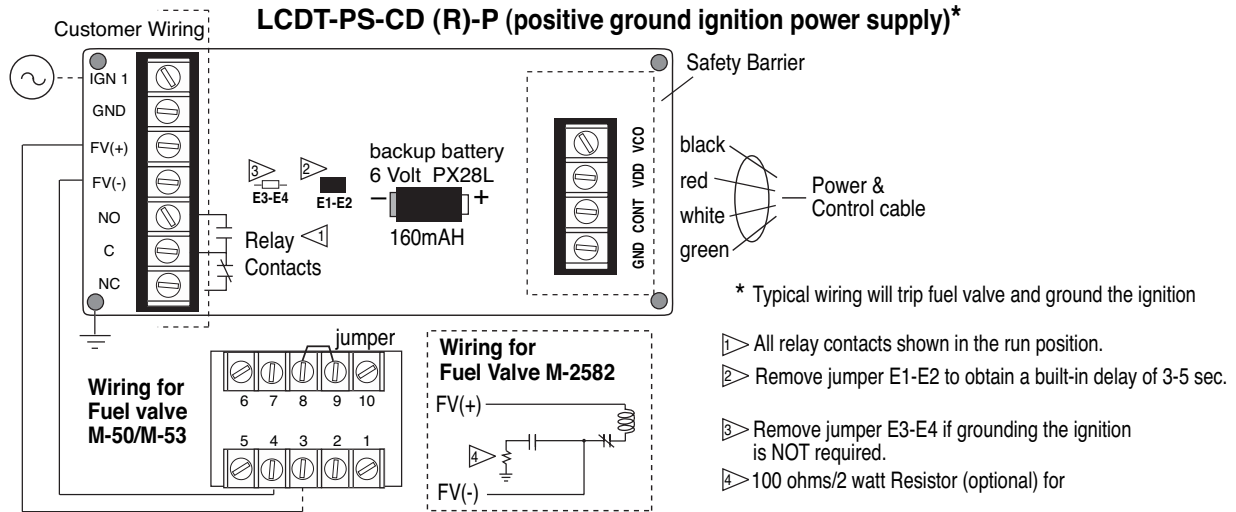 LCDT-PS-CD (R)-P (positive ground ignition power supply)*
Customer Wiring
IGN 1
GND
FV(+)
FV(-)
NO
C
NC
3
E3-E4
2
E1-E2
backup battery
6 Volt PX28L
– +
160mAH
Relay 1
Contacts
Safety Barrier
GND CONT VDD VCO
black
red
white
green
Power &
Control cable
* Typical wiring will trip fuel valve and ground the ignition
1 All relay contacts shown in the run position.
2 Remove jumper E1-E2 to obtain a built-in delay of 3-5 sec.
3 Remove jumper E3-E4 if grounding the ignition
is NOT required.
4 100 ohms/2 watt Resistor (optional) for
Wiring for
Fuel valve
M-50/M-53
jumper
6 7 8 9 10
5 4 3 2 1
Wiring for
Fuel Valve M-2582
FV(+)
4
FV(-)